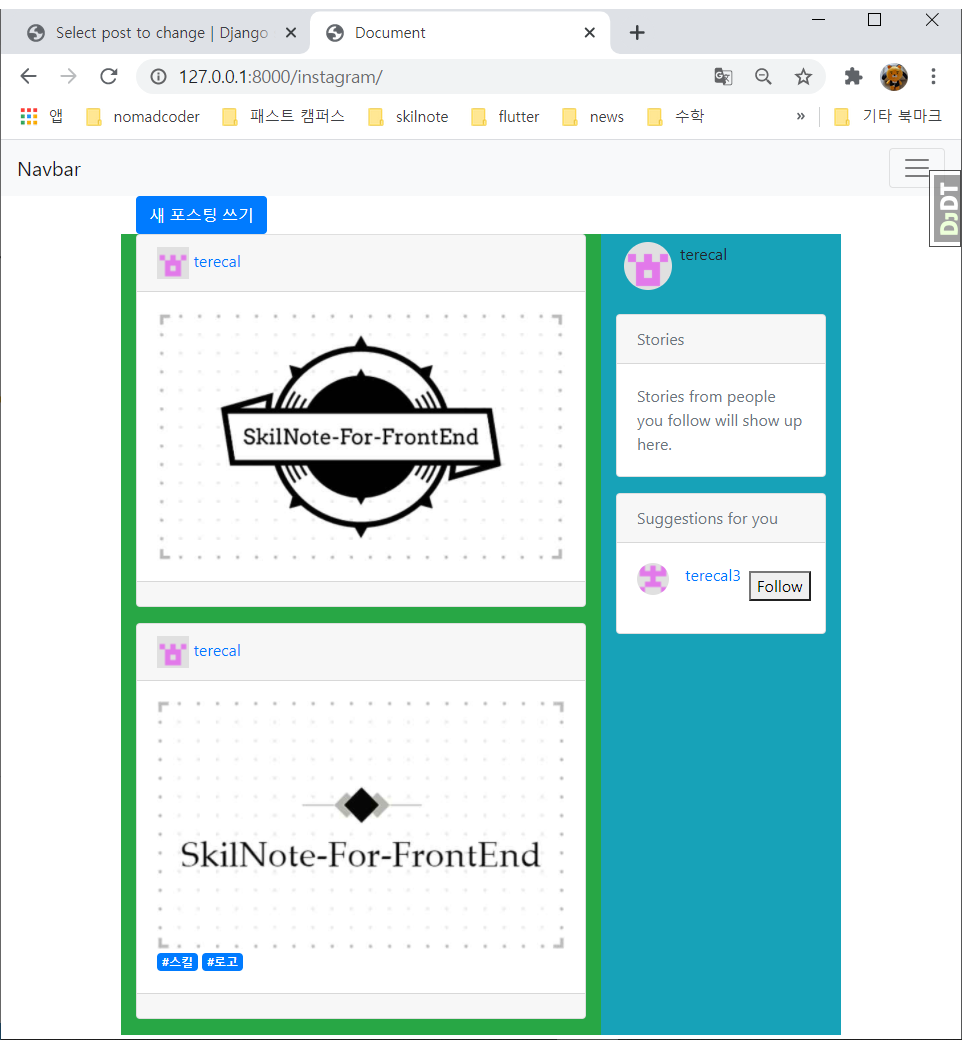 Select post to change | Django
Document
127.0.0.1:8000/instagram/
앱
nomadcoder
패스트 캠퍼스
skilnote
flutter
news
수학
»
기타 북마크
Navbar
DjDT
새 포스팅 쓰기
terecal
SkilNote-For-FrontEnd
terecal
SkilNote-For-FrontEnd
#스킬 #로고
terecal
Stories
Stories from people
you follow will show up
here.
Suggestions for you
terecal3
Follow